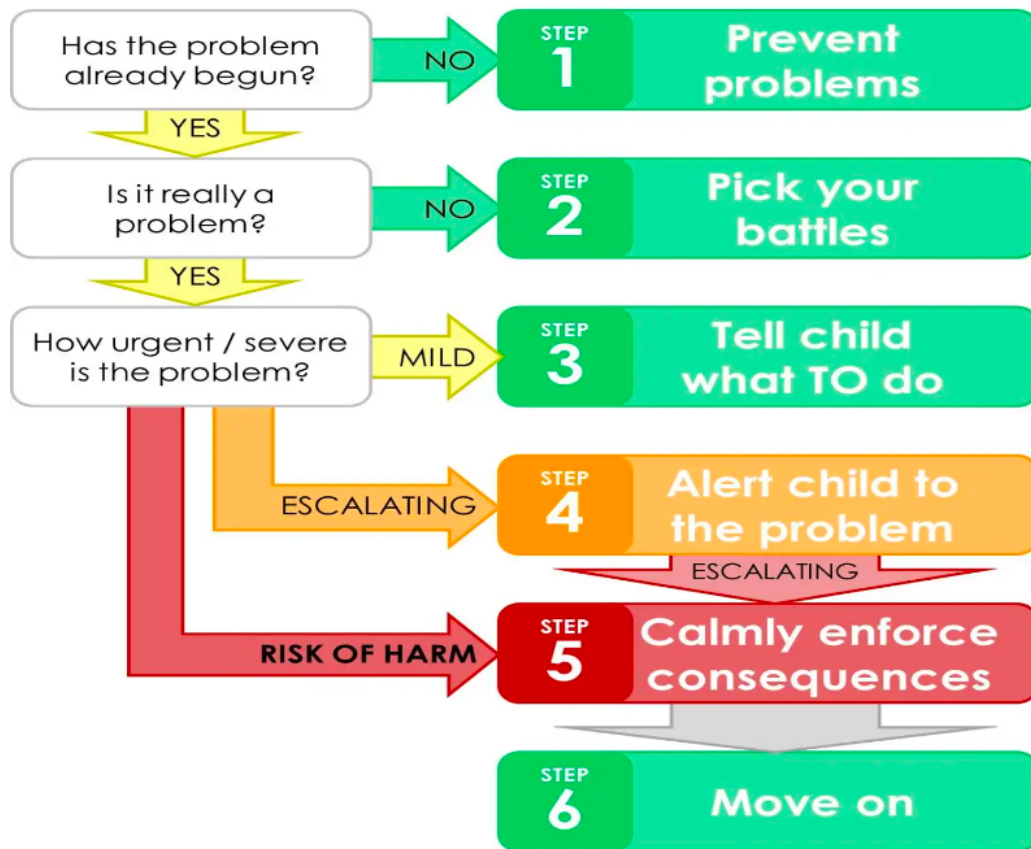 Has the problem
already begun?
NO
STEP
1
Prevent
problems
YES
Is it really a
problem?
NO
STEP
2
Pick your
battles
YES
How urgent / severe
is the problem?
MILD
STEP
3
Tell child
what TO do
ESCALATING
STEP
4
Alert child to
the problem
ESCALATING
RISK OF HARM
STEP
5
Calmly enforce
consequences
STEP
6
Move on